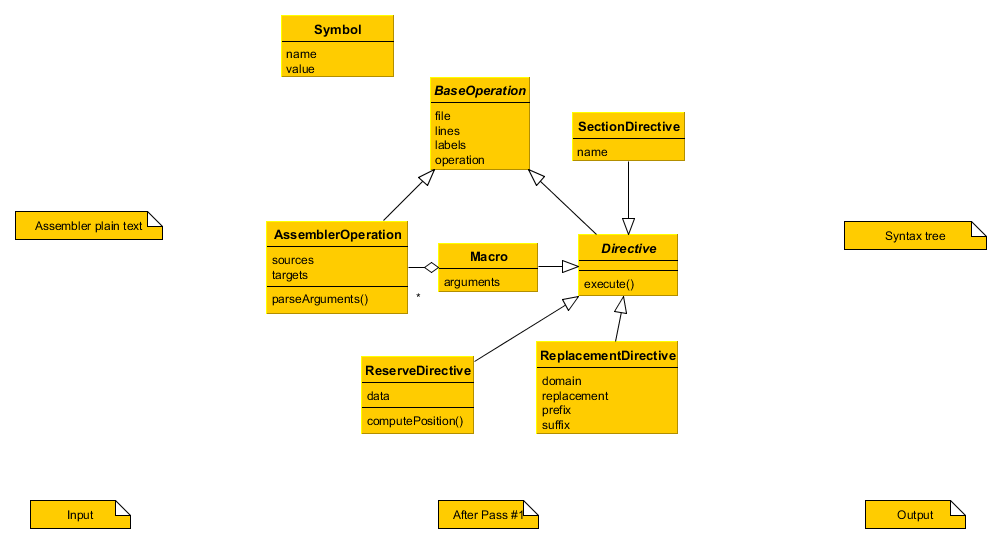 Symbol
name
value
BaseOperation
file
lines
labels
operation
SectionDirective
name
Assembler plain text
AssemblerOperation
sources
targets
parseArguments()
*
Macro
arguments
Directive
execute()
Syntax tree
ReserveDirective
data
computePosition()
ReplacementDirective
domain
replacement
prefix
suffix
Input
After Pass #1
Output